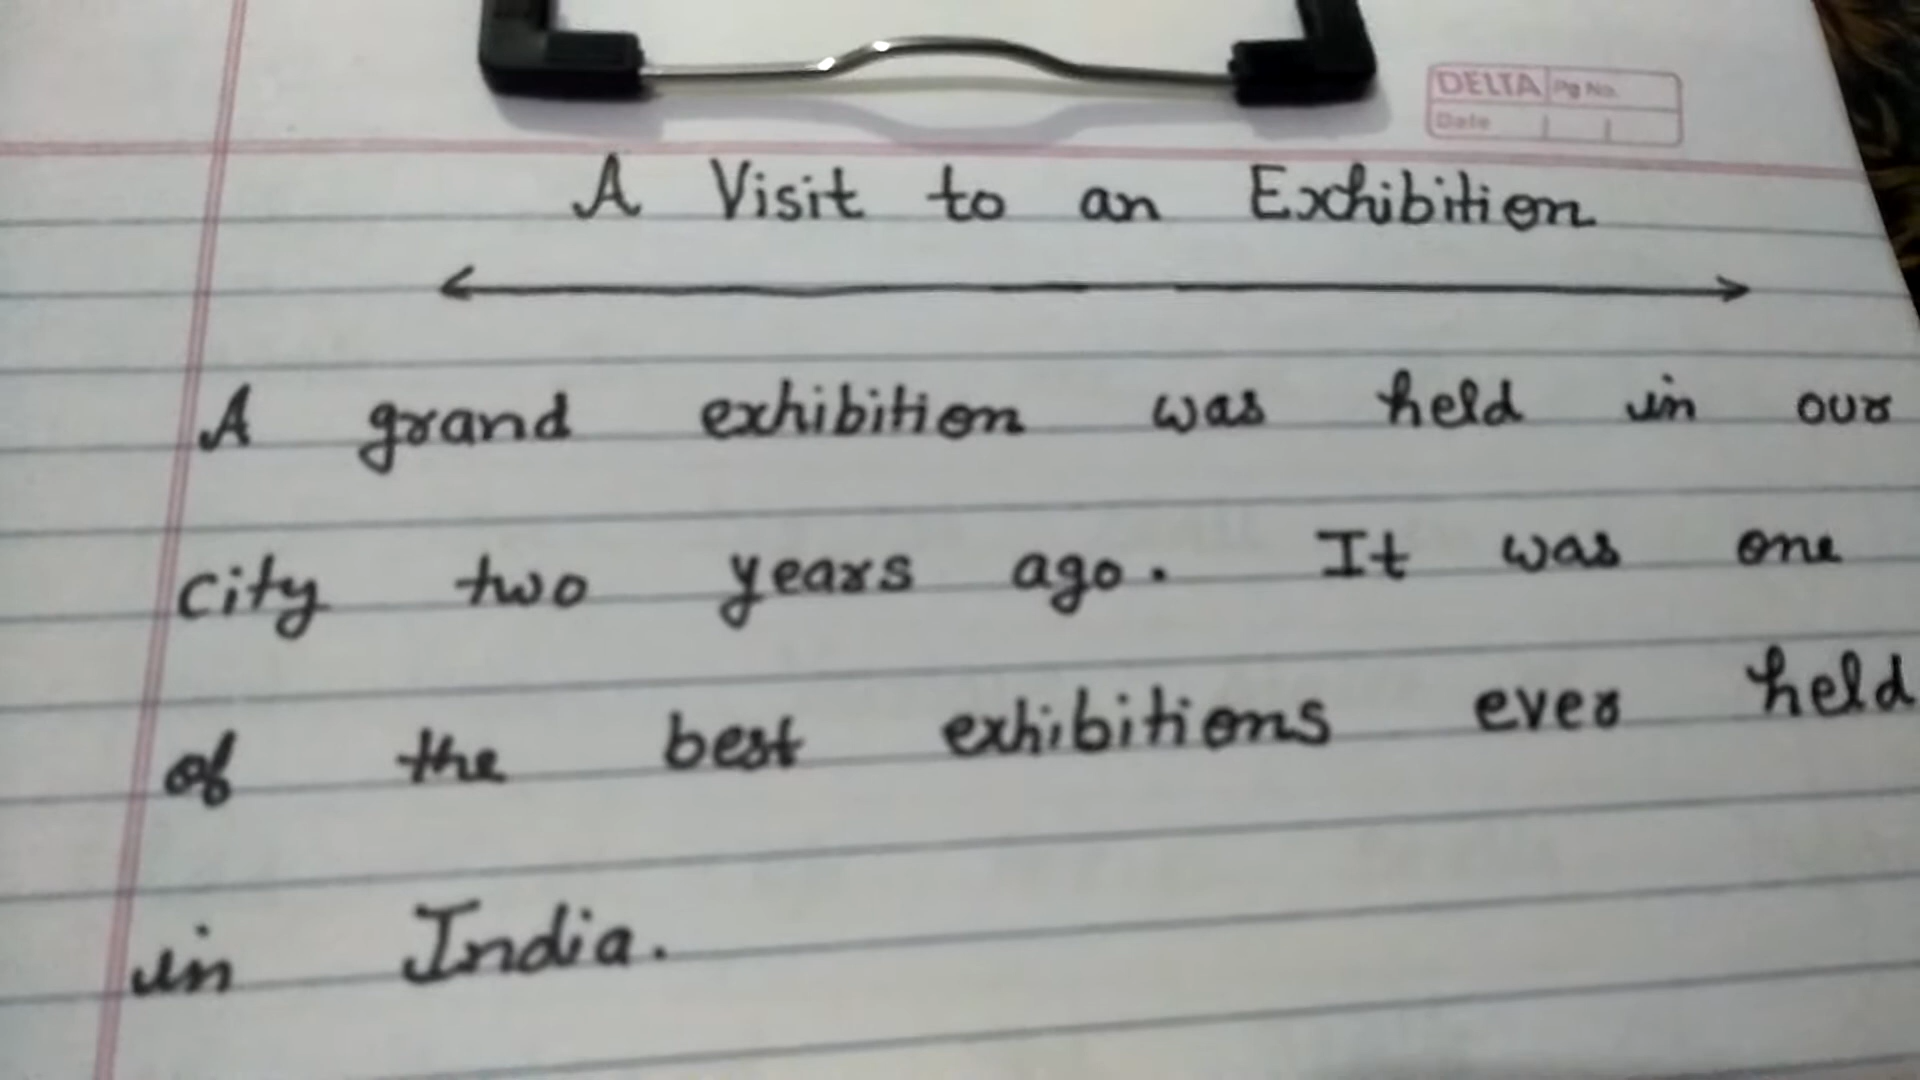 DELTA Pg No.
Date
A Visit to an Exhibition
A grand exhibition was held in our
city two years ago. It was one
of the best exhibitions ever held
in India.